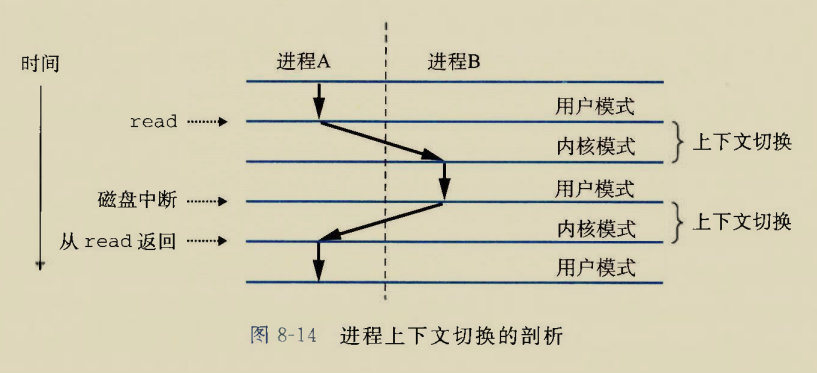 进程A 进程B
时间
用户模式
read
内核模式 上下文切换
用户模式
磁盘中断
内核模式 上下文切换
从 read 返回
用户模式
图 8-14 进程上下文切换的剖析